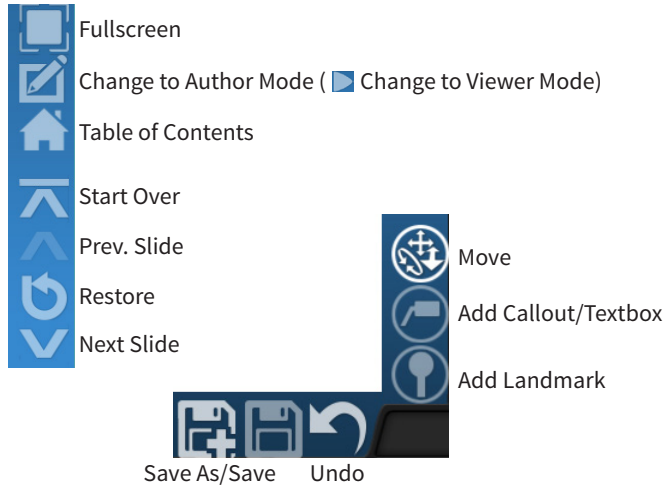 Fullscreen
Change to Author Mode ( Change to Viewer Mode)
Table of Contents
Start Over
Prev. Slide
Restore
Next Slide
Move
Add Callout/Textbox
Add Landmark
Save As/Save Undo